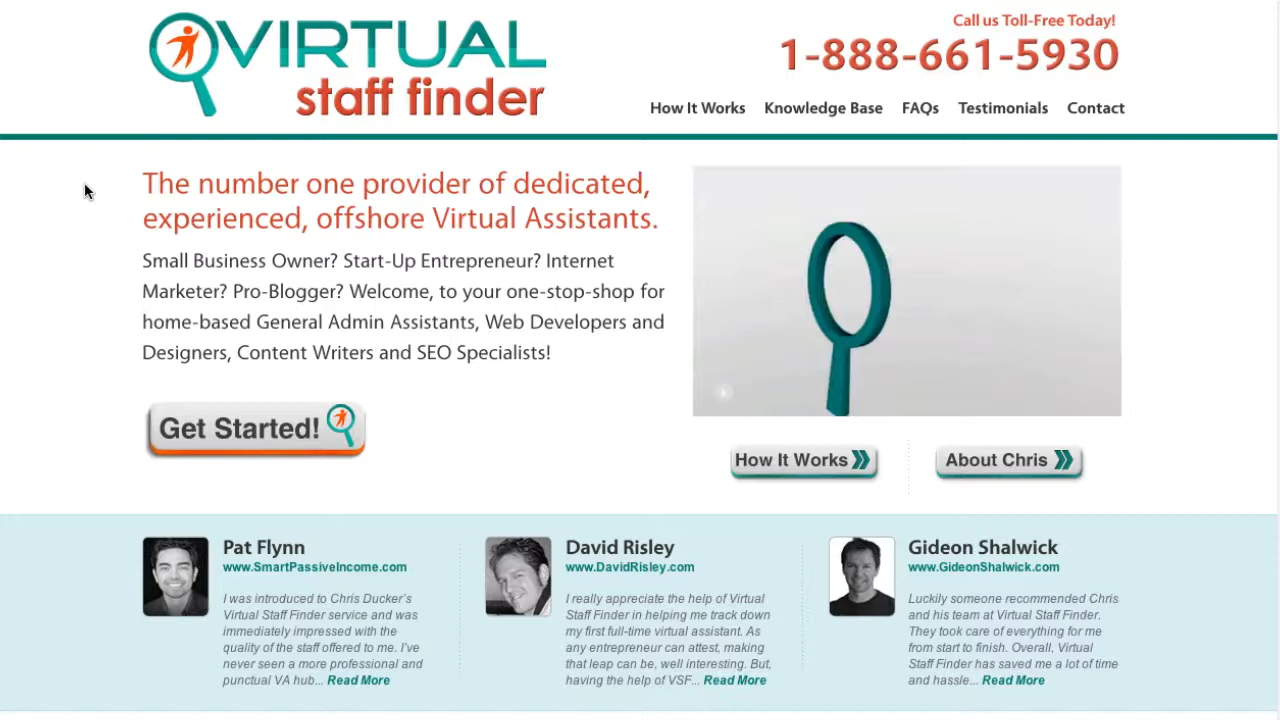 VIRTUAL
staff finder
Call us Toll-Free Today!
1-888-661-5930
How It Works Knowledge Base FAQs Testimonials Contact
The number one provider of dedicated,
experienced, offshore Virtual Assistants.
Small Business Owner? Start-Up Entrepreneur? Internet
Marketer? Pro-Blogger? Welcome, to your one-stop-shop for
home-based General Admin Assistants, Web Developers and
Designers, Content Writers and SEO Specialists!
Get Started!
How It Works
About Chris
Pat Flynn
www.SmartPassiveIncome.com
I was introduced to Chris Ducker's
Virtual Staff Finder service and was
immediately impressed with the
quality of the staff offered to me. I've
never seen a more professional and
punctual VA hub... Read More
David Risley
www.DavidRisley.com
I really appreciate the help of Virtual
Staff Finder in helping me track down
my first full-time virtual assistant. As
any entrepreneur can attest, making
that leap can be, well interesting. But,
having the help of VSF... Read More
Gideon Shalwick
www.GideonShalwick.com
Luckily someone recommended Chris
and his team at Virtual Staff Finder.
They took care of everything for me
from start to finish. Overall, Virtual
Staff Finder has saved me a lot of time
and hassle... Read More